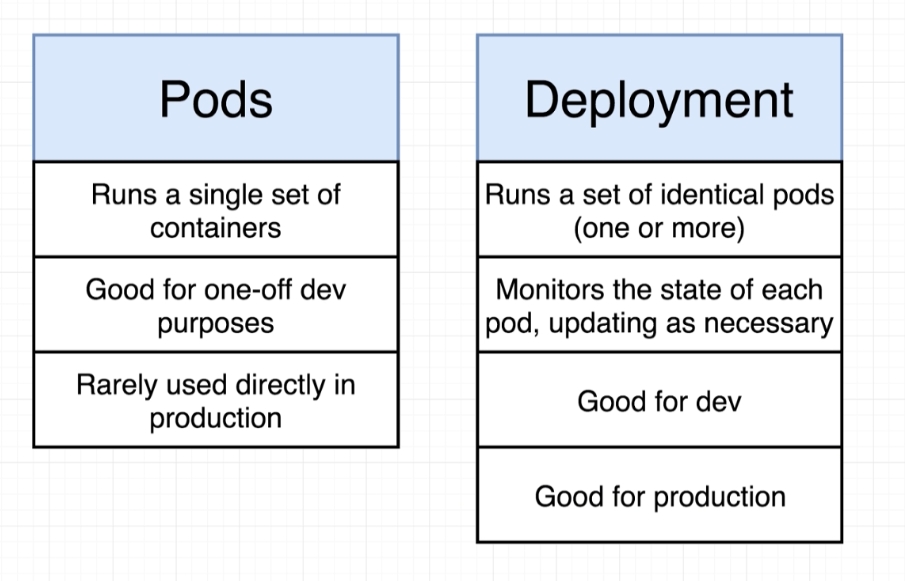 Pods
Runs a single set of
containers
Good for one-off dev
purposes
Rarely used directly in
production
Deployment
Runs a set of identical pods
(one or more)
Monitors the state of each
pod, updating as necessary
Good for dev
Good for production